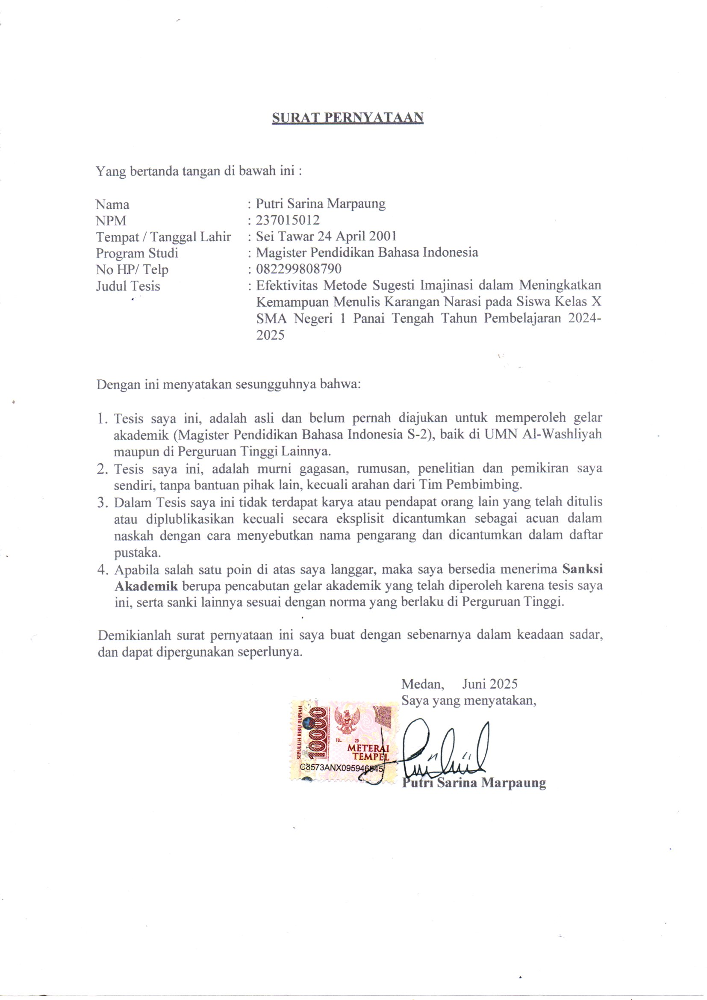 SURAT PERNYATAAN
Yang bertanda tangan di bawah ini :
Nama : Putri Sarina Marpaung
NPM : 237015012
Tempat / Tanggal Lahir : Sei Tawar 24 April 2001
Program Studi : Magister Pendidikan Bahasa Indonesia
No HP/ Telp : 082299808790
Judul Tesis : Efektivitas Metode Sugesti Imajinasi dalam Meningkatkan
Kemampuan Menulis Karangan Narasi pada Siswa Kelas X
SMA Negeri 1 Panai Tengah Tahun Pembelajaran 2024-
2025
Dengan ini menyatakan sesungguhnya bahwa:
1. Tesis saya ini, adalah asli dan belum pernah diajukan untuk memperoleh gelar
akademik (Magister Pendidikan Bahasa Indonesia S-2), baik di UMN Al-Washliyah
maupun di Perguruan Tinggi Lainnya.
2. Tesis saya ini, adalah murni gagasan, rumusan, penelitian dan pemikiran saya
sendiri, tanpa bantuan pihak lain, kecuali arahan dari Tim Pembimbing.
3. Dalam Tesis saya ini tidak terdapat karya atau pendapat orang lain yang telah ditulis
atau diplublikasikan kecuali secara eksplisit dicantumkan sebagai acuan dalam
naskah dengan cara menyebutkan nama pengarang dan dicantumkan dalam daftar
pustaka.
4. Apabila salah satu poin di atas saya langgar, maka saya bersedia menerima Sanksi
Akademik berupa pencabutan gelar akademik yang telah diperoleh karena tesis saya
ini, serta sanki lainnya sesuai dengan norma yang berlaku di Perguruan Tinggi.
Demikianlah surat pernyataan ini saya buat dengan sebenarnya dalam keadaan sadar,
dan dapat dipergunakan seperlunya.
Medan, Juni 2025
Saya yang menyatakan,
SEPULUH RIBU RUPIAH
10000
TGL. 20
METERAI
TEMPEL
Putri Sarina Marpaung